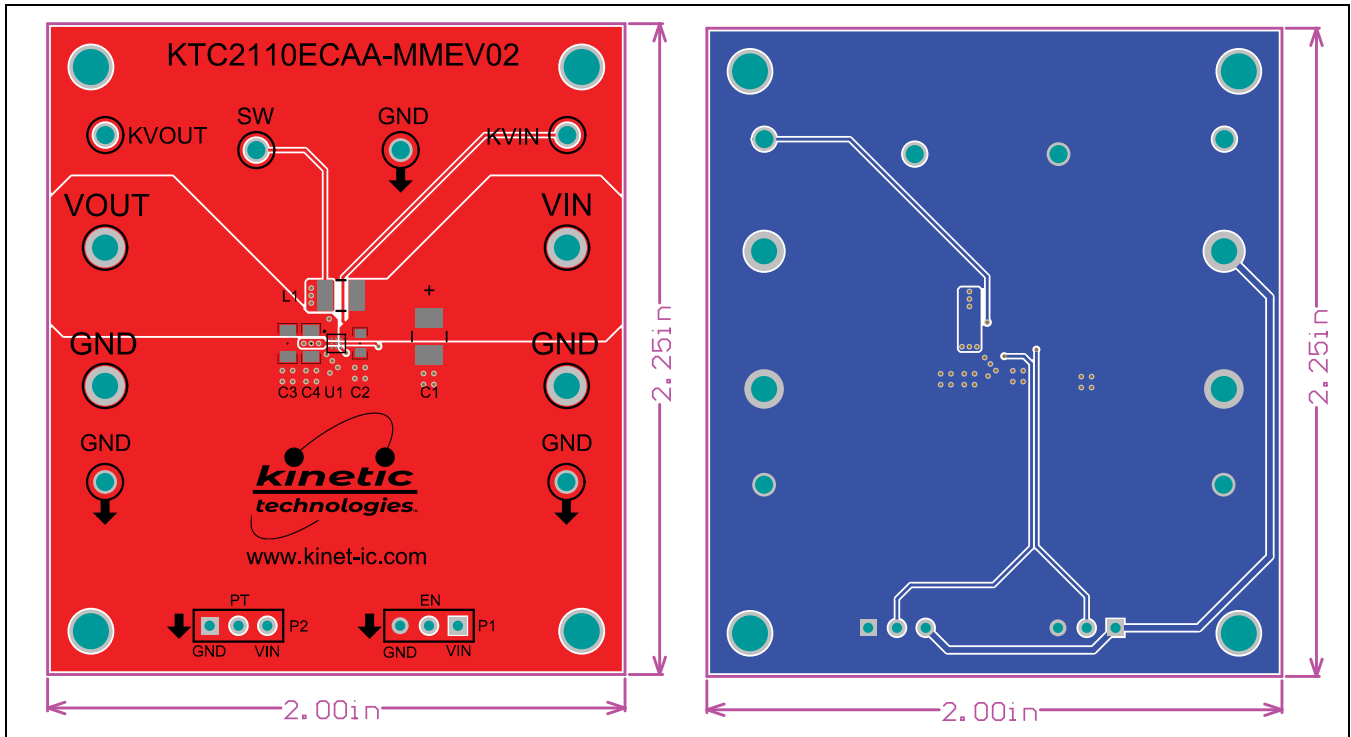 KTC2110ECAA-MMEV02
KVOUT
SW
GND
KVIN
VOUT
VIN
L1
+
GND
GND
C3 C4 U1 C2 C1
GND
GND
kinetic
technologies.
www.kinet-ic.com
PT
P2
GND VIN
EN
P1
GND VIN
2.25in
2.00in
2.25in
2.00in